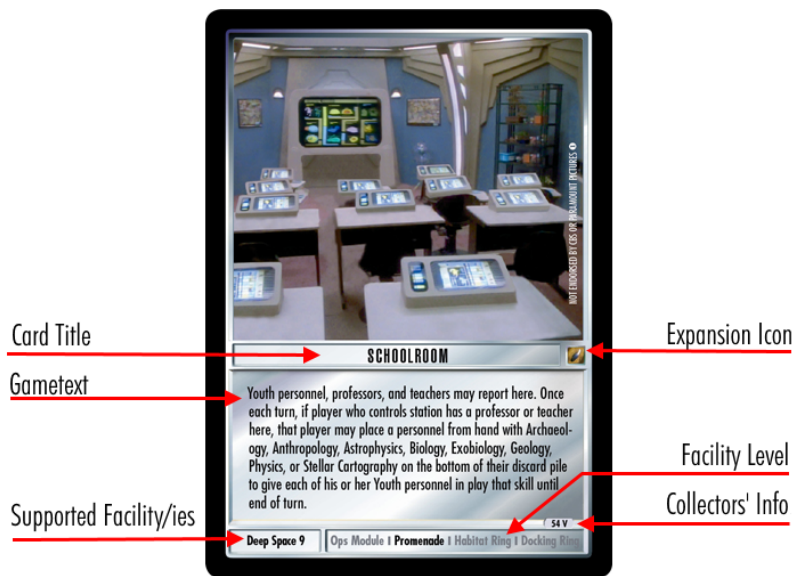 NOT ENDORSED BY CBS OR PARAMOUNT PICTURES
Card Title
SCHOOLROOM
Expansion Icon
Gametext
Youth personnel, professors, and teachers may report here. Once
each turn, if player who controls station has a professor or teacher
here, that player may place a personnel from hand with Archaeol-
ogy, Anthropology, Astrophysics, Biology, Exobiology, Geology,
Physics, or Stellar Cartography on the bottom of their discard pile
to give each of his or her Youth personnel in play that skill until
end of turn.
Facility Level
Collectors' Info
54 V
Supported Facility/ies
Deep Space 9
Ops Module I Promenade I Habitat Ring I Docking Ring